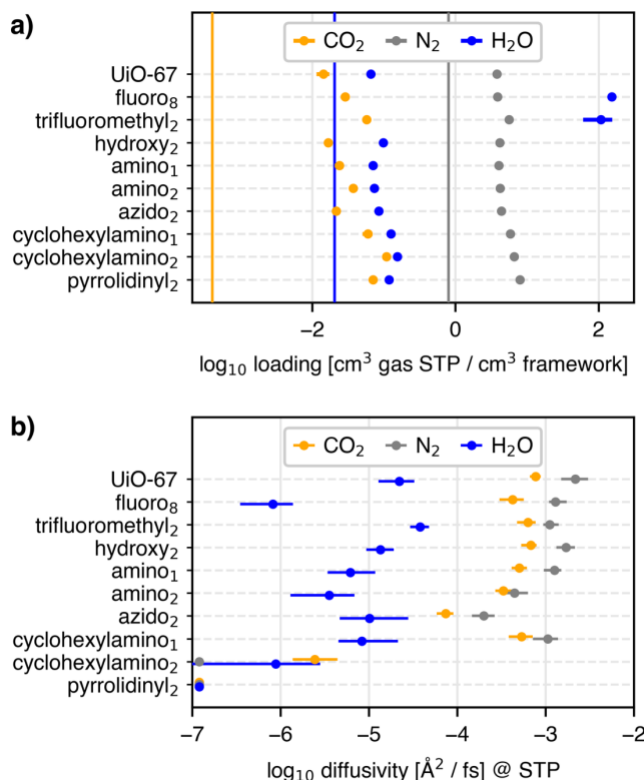 a)
CO₂ N₂ H₂O
UiO-67
fluoro₈
trifluoromethyl₂
hydroxy₂
amino₁
amino₂
azido₂
cyclohexylamino₁
cyclohexylamino₂
pyrrolidinyl₂
−2 0 2
log₁₀ loading [cm³ gas STP / cm³ framework]
b)
CO₂ N₂ H₂O
UiO-67
fluoro₈
trifluoromethyl₂
hydroxy₂
amino₁
amino₂
azido₂
cyclohexylamino₁
cyclohexylamino₂
pyrrolidinyl₂
−7 −6 −5 −4 −3 −2
log₁₀ diffusivity [Å² / fs] @ STP